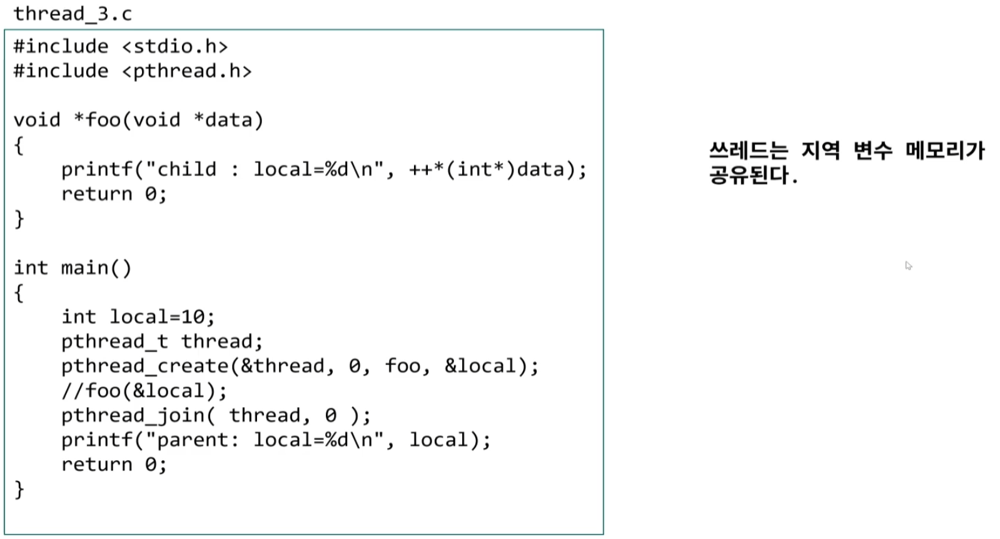 thread_3.c
#include <stdio.h>
#include <pthread.h>
void *foo(void *data)
{
    printf("child : local=%d\n", ++*(int*)data);
    return 0;
}
int main()
{
    int local=10;
    pthread_t thread;
    pthread_create(&thread, 0, foo, &local);
    //foo(&local);
    pthread_join( thread, 0 );
    printf("parent: local=%d\n", local);
    return 0;
}
쓰레드는 지역 변수 메모리가
공유된다.